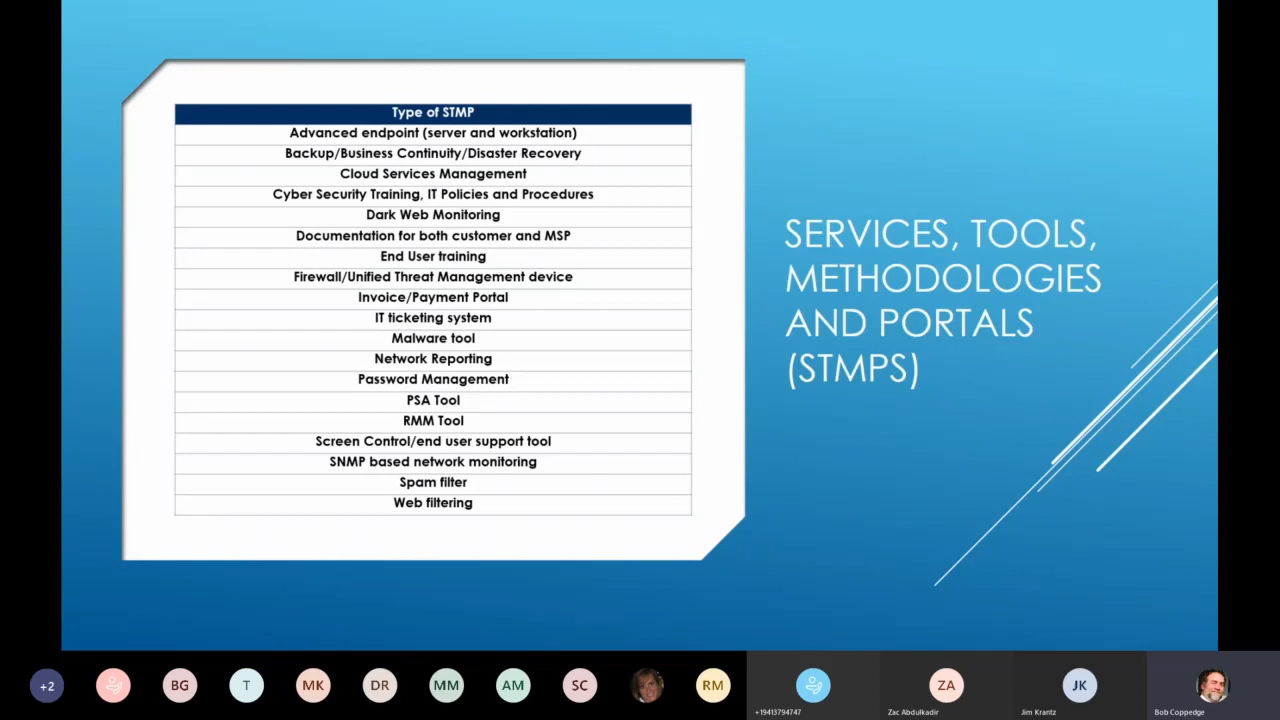 Type of STMP
Advanced endpoint (server and workstation)
Backup/Business Continuity/Disaster Recovery
Cloud Services Management
Cyber Security Training, IT Policies and Procedures
Dark Web Monitoring
Documentation for both customer and MSP
End User training
Firewall/Unified Threat Management device
Invoice/Payment Portal
IT ticketing system
Malware tool
Network Reporting
Password Management
PSA Tool
RMM Tool
Screen Control/end user support tool
SNMP based network monitoring
Spam filter
Web filtering
SERVICES, TOOLS,
METHODOLOGIES
AND PORTALS
(STMPS)
+2
BG
T
MK
DR
MM
AM
SC
RM
ZA
JK
+19413794747
Zac Abdulkadir
Jim Krantz
Bob Coppedge